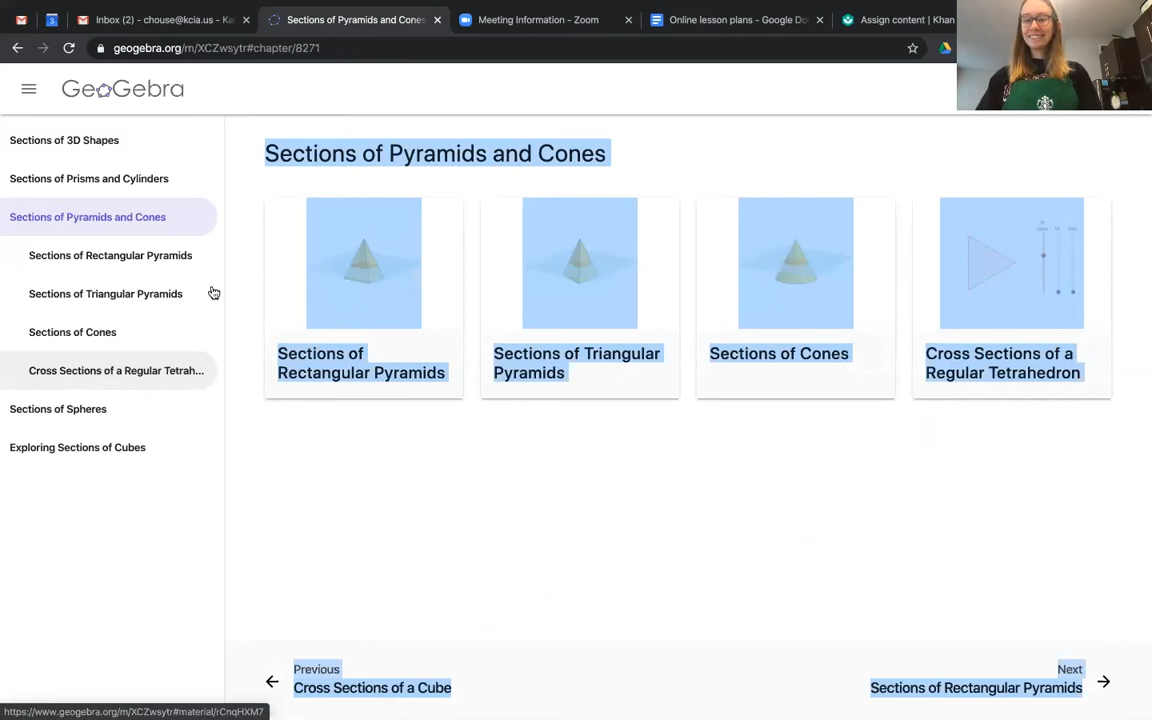 Inbox (2) - chouse@kcia.us - Ka
Sections of Pyramids and Cones
Meeting Information - Zoom
Online lesson plans - Google Do
Assign content | Khan
geogebra.org/m/XCZwsytr#chapter/8271
GeoGebra
Sections of 3D Shapes
Sections of Prisms and Cylinders
Sections of Pyramids and Cones
Sections of Rectangular Pyramids
Sections of Triangular Pyramids
Sections of Cones
Cross Sections of a Regular Tetrah...
Sections of Spheres
Exploring Sections of Cubes
Sections of Pyramids and Cones
Sections of
Rectangular Pyramids
Sections of Triangular
Pyramids
Sections of Cones
Cross Sections of a
Regular Tetrahedron
Previous
Cross Sections of a Cube
Next
Sections of Rectangular Pyramids
https://www.geogebra.org/m/XCZwsytr#material/rCnqHXM7